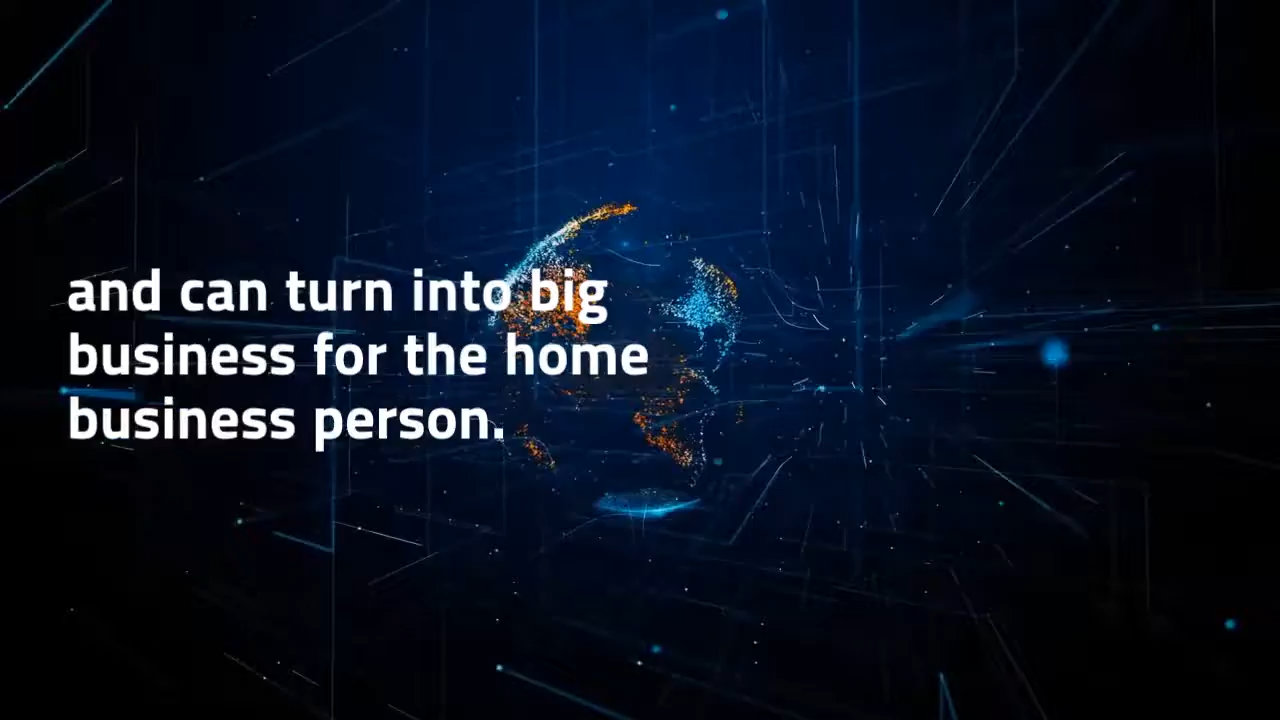 and can turn into big
business for the home
business person.